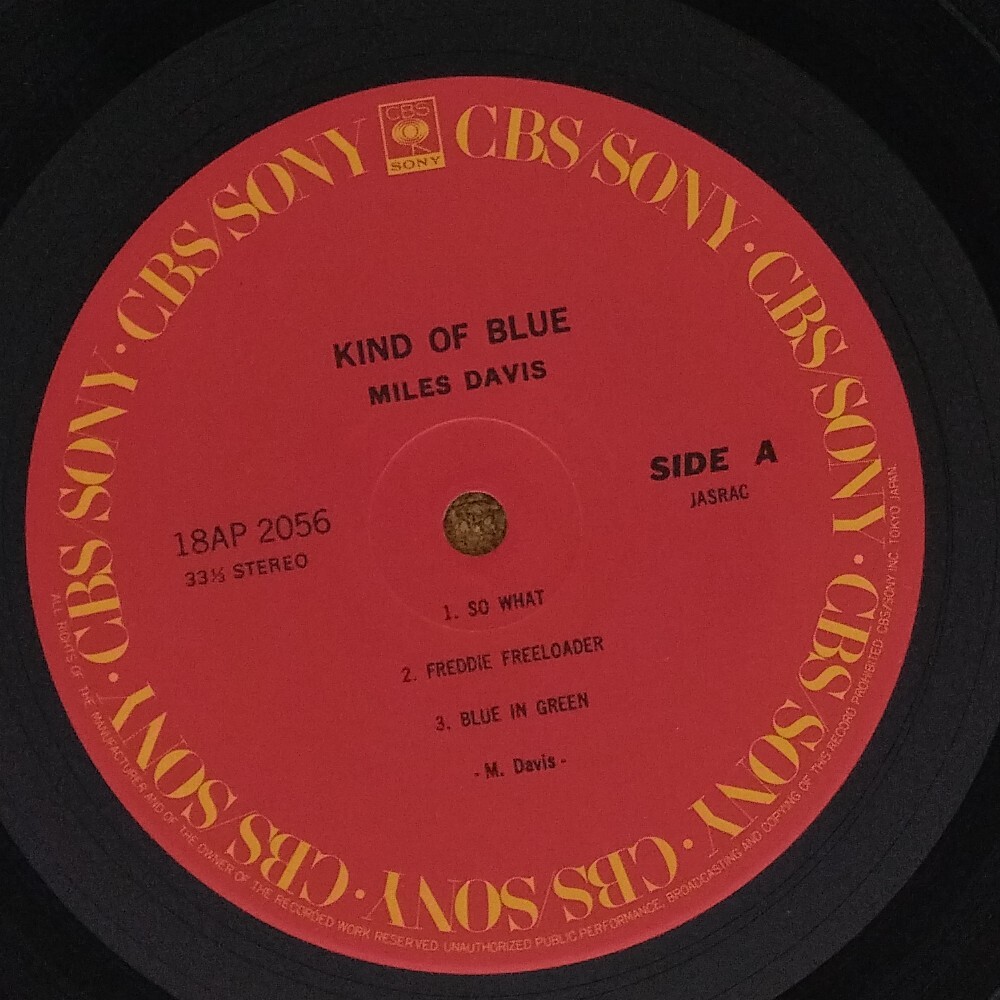 CBS
SONY
CBS/SONY · CBS/SONY · CBS/SONY · CBS/SONY · CBS/SONY · CBS/SONY · CBS/SONY · CBS/SONY
KIND OF BLUE
MILES DAVIS
SIDE A
JASRAC
18AP 2056
33⅓ STEREO
1. SO WHAT
2. FREDDIE FREELOADER
3. BLUE IN GREEN
- M. Davis -
ALL RIGHTS OF THE MANUFACTURER AND OF THE OWNER OF THE RECORDED WORK RESERVED. UNAUTHORIZED PUBLIC PERFORMANCE, BROADCASTING AND COPYING OF THIS RECORD PROHIBITED. CBS/SONY INC. TOKYO JAPAN.